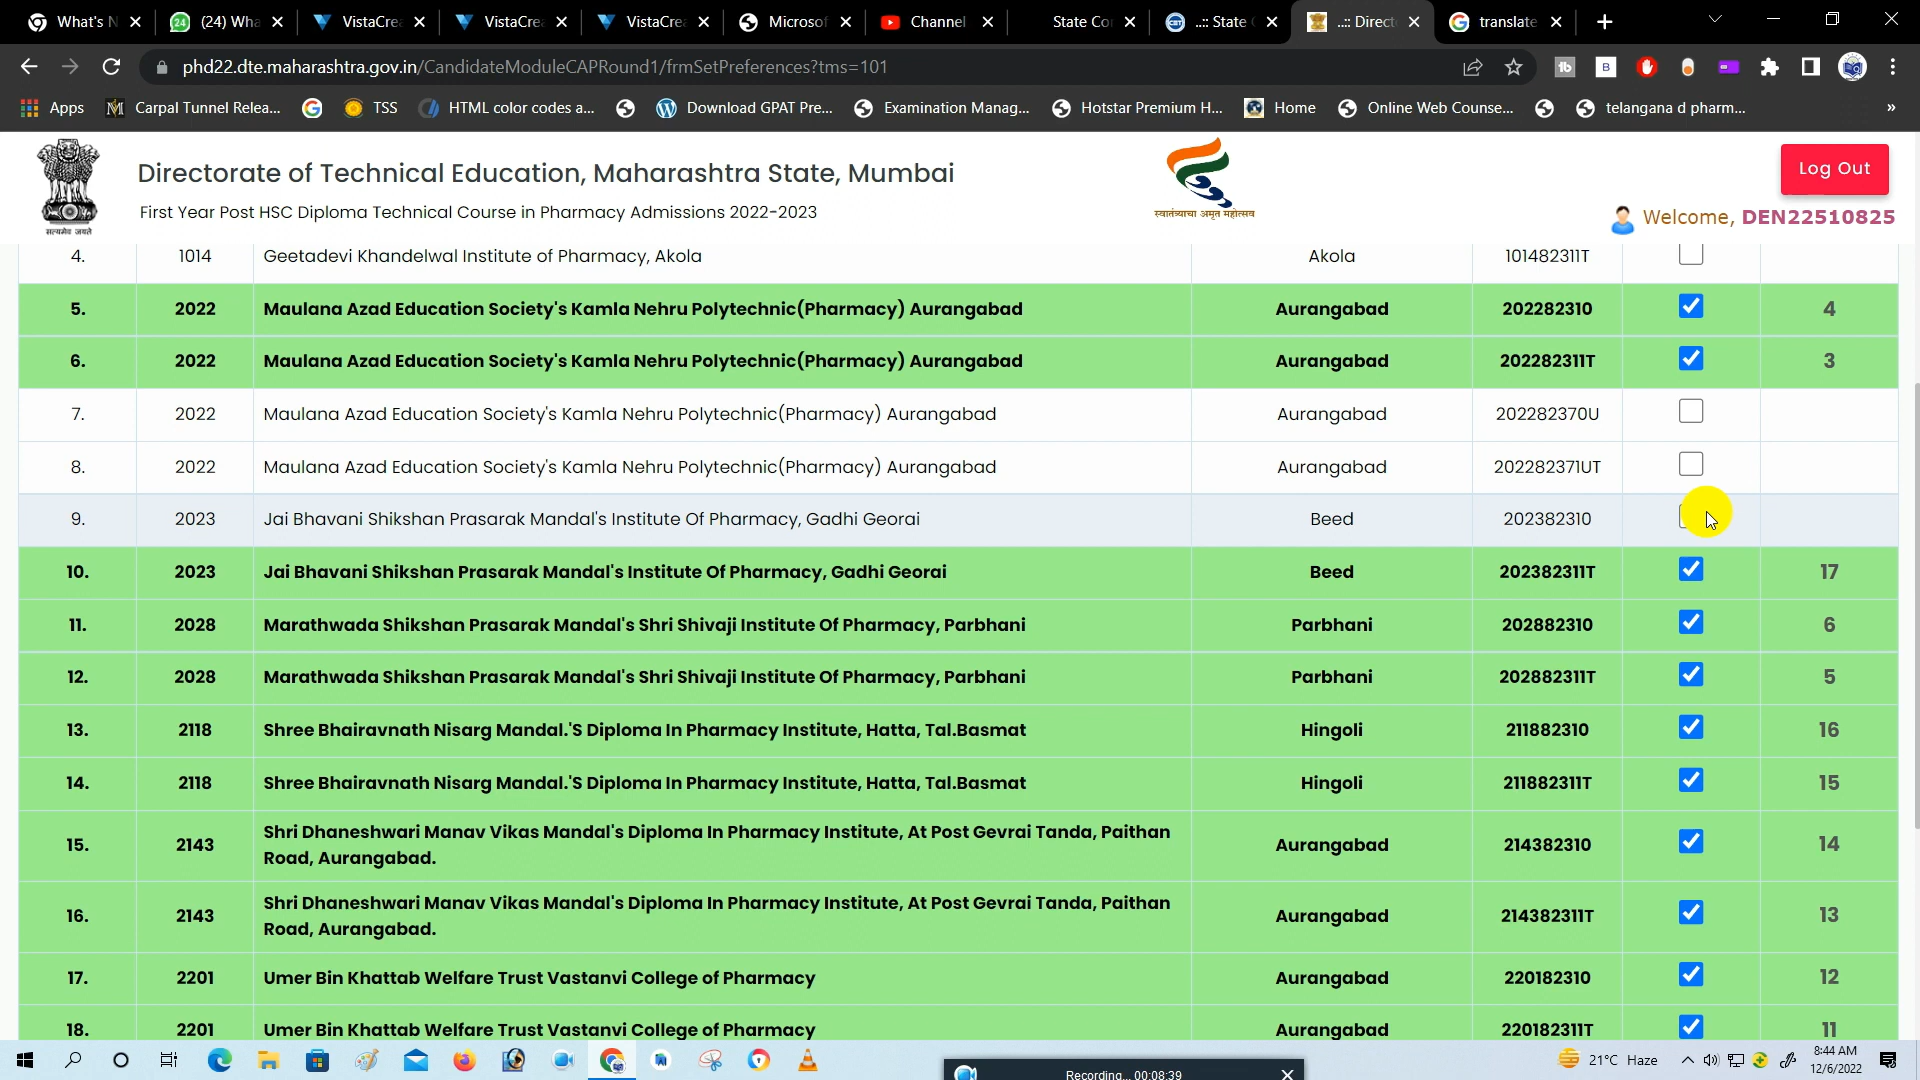 What's N
(24) Wha
VistaCrea
VistaCrea
VistaCrea
Microsof
Channel
State Co
..:: State
..:: Direct
translate
phd22.dte.maharashtra.gov.in/CandidateModuleCAPRound1/frmSetPreferences?tms=101
Apps
Carpal Tunnel Relea...
TSS
HTML color codes a...
Download GPAT Pre...
Examination Manag...
Hotstar Premium H...
Home
Online Web Counse...
telangana d pharm...
सत्यमेव जयते
Directorate of Technical Education, Maharashtra State, Mumbai
First Year Post HSC Diploma Technical Course in Pharmacy Admissions 2022-2023
स्वातंत्र्याचा अमृत महोत्सव
Log Out
Welcome, DEN22510825
4. 1014 Geetadevi Khandelwal Institute of Pharmacy, Akola Akola 101482311T
5. 2022 Maulana Azad Education Society's Kamla Nehru Polytechnic(Pharmacy) Aurangabad Aurangabad 202282310 4
6. 2022 Maulana Azad Education Society's Kamla Nehru Polytechnic(Pharmacy) Aurangabad Aurangabad 202282311T 3
7. 2022 Maulana Azad Education Society's Kamla Nehru Polytechnic(Pharmacy) Aurangabad Aurangabad 202282370U
8. 2022 Maulana Azad Education Society's Kamla Nehru Polytechnic(Pharmacy) Aurangabad Aurangabad 202282371UT
9. 2023 Jai Bhavani Shikshan Prasarak Mandal's Institute Of Pharmacy, Gadhi Georai Beed 202382310
10. 2023 Jai Bhavani Shikshan Prasarak Mandal's Institute Of Pharmacy, Gadhi Georai Beed 202382311T 17
11. 2028 Marathwada Shikshan Prasarak Mandal's Shri Shivaji Institute Of Pharmacy, Parbhani Parbhani 202882310 6
12. 2028 Marathwada Shikshan Prasarak Mandal's Shri Shivaji Institute Of Pharmacy, Parbhani Parbhani 202882311T 5
13. 2118 Shree Bhairavnath Nisarg Mandal.'S Diploma In Pharmacy Institute, Hatta, Tal.Basmat Hingoli 211882310 16
14. 2118 Shree Bhairavnath Nisarg Mandal.'S Diploma In Pharmacy Institute, Hatta, Tal.Basmat Hingoli 211882311T 15
15. 2143 Shri Dhaneshwari Manav Vikas Mandal's Diploma In Pharmacy Institute, At Post Gevrai Tanda, Paithan
Road, Aurangabad. Aurangabad 214382310 14
16. 2143 Shri Dhaneshwari Manav Vikas Mandal's Diploma In Pharmacy Institute, At Post Gevrai Tanda, Paithan
Road, Aurangabad. Aurangabad 214382311T 13
17. 2201 Umer Bin Khattab Welfare Trust Vastanvi College of Pharmacy Aurangabad 220182310 12
18. 2201 Umer Bin Khattab Welfare Trust Vastanvi College of Pharmacy Aurangabad 220182311T 11
Recording... 00:08:39
21°C Haze
8:44 AM
12/6/2022